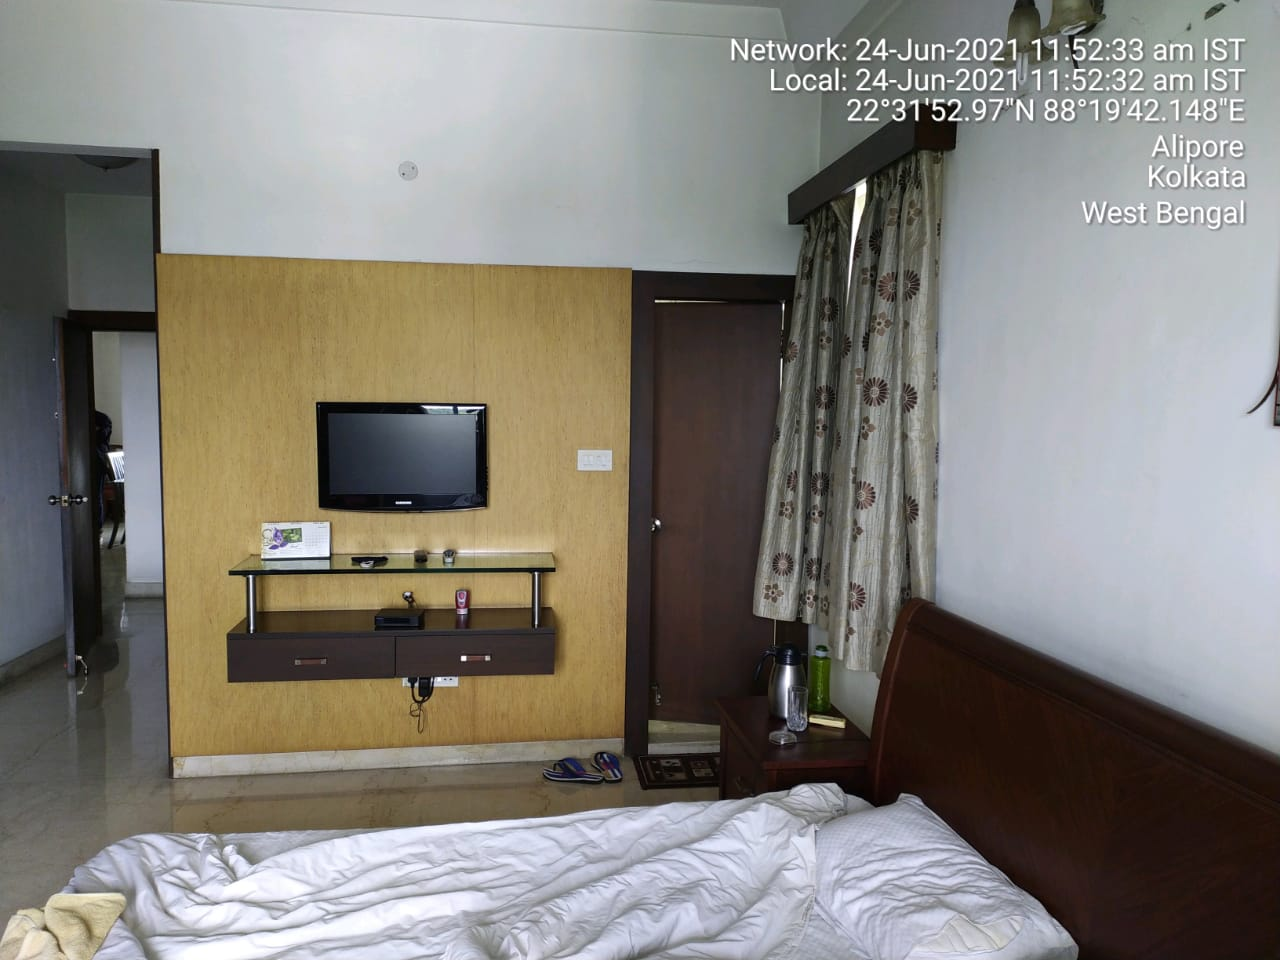 Network: 24-Jun-2021 11:52:33 am IST
Local: 24-Jun-2021 11:52:32 am IST
22°31'52.97"N 88°19'42.148"E
Alipore
Kolkata
West Bengal